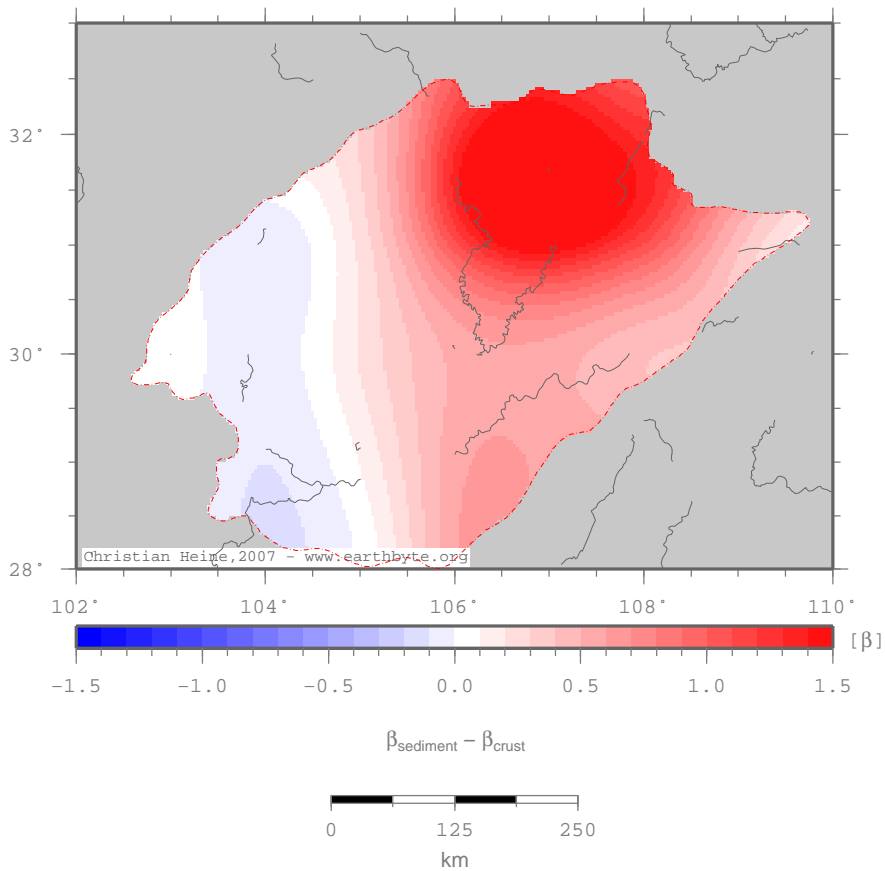 32°
30°
28°
Christian Heine,2007 – www.earthbyte.org
102° 104° 106° 108° 110°
[β]
-1.5 -1.0 -0.5 0.0 0.5 1.0 1.5
βsediment – βcrust
0 125 250
km